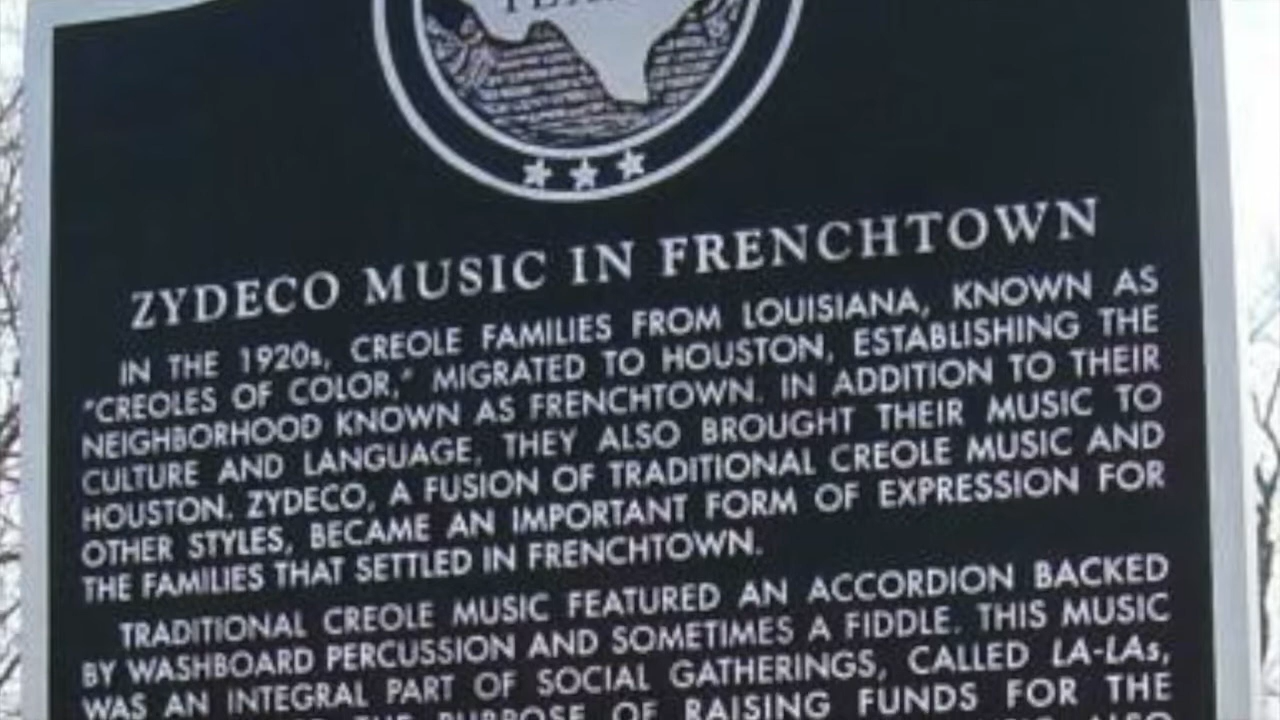 ZYDECO MUSIC IN FRENCHTOWN
IN THE 1920s, CREOLE FAMILIES FROM LOUISIANA, KNOWN AS
"CREOLES OF COLOR," MIGRATED TO HOUSTON, ESTABLISHING THE
NEIGHBORHOOD KNOWN AS FRENCHTOWN. IN ADDITION TO THEIR
CULTURE AND LANGUAGE, THEY ALSO BROUGHT THEIR MUSIC TO
HOUSTON. ZYDECO, A FUSION OF TRADITIONAL CREOLE MUSIC AND
OTHER STYLES, BECAME AN IMPORTANT FORM OF EXPRESSION FOR
THE FAMILIES THAT SETTLED IN FRENCHTOWN.
TRADITIONAL CREOLE MUSIC FEATURED AN ACCORDION BACKED
BY WASHBOARD PERCUSSION AND SOMETIMES A FIDDLE. THIS MUSIC
WAS AN INTEGRAL PART OF SOCIAL GATHERINGS, CALLED LA-LAs,
THE PURPOSE OF RAISING FUNDS FOR THE